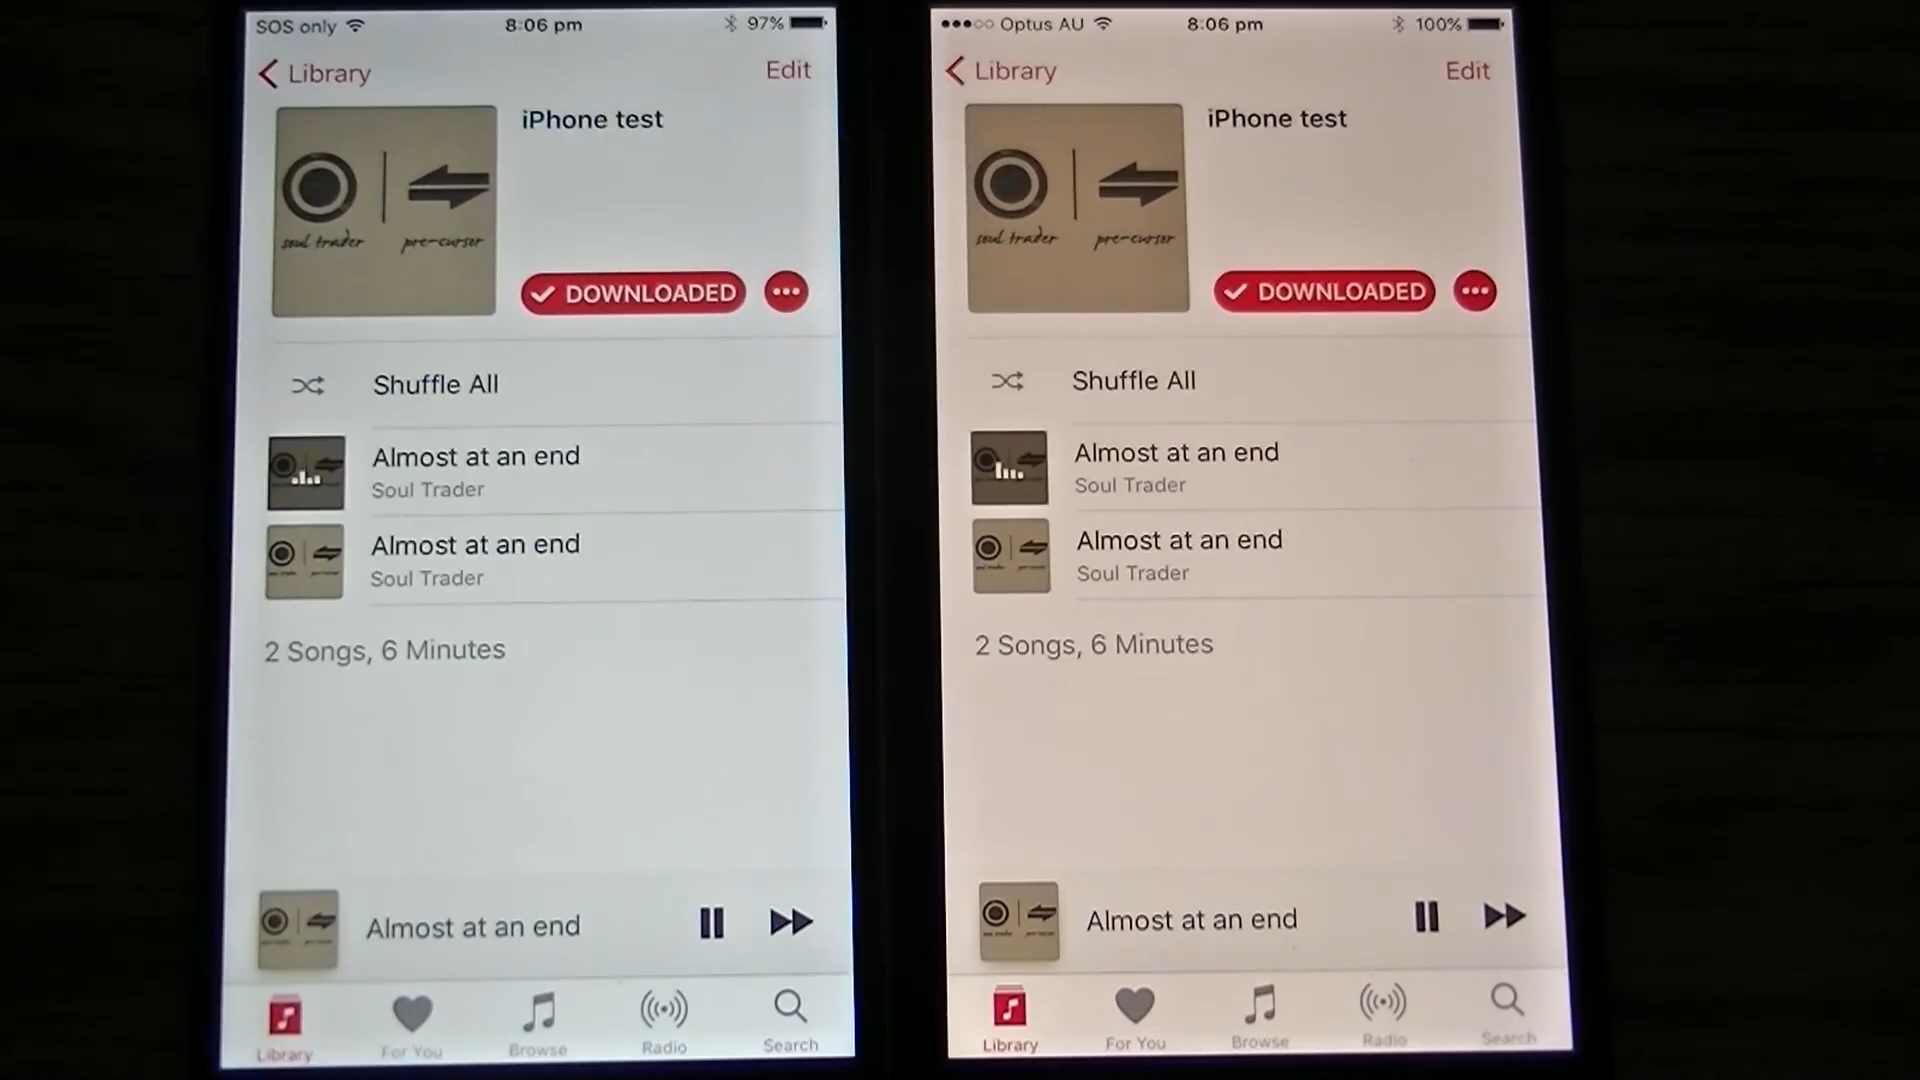 SOS only 8:06 pm 97%
Library Edit
iPhone test
soul trader pre-cursor
DOWNLOADED
Shuffle All
Almost at an end
Soul Trader
Almost at an end
Soul Trader
2 Songs, 6 Minutes
Almost at an end
Library For You Browse Radio Search
Optus AU 8:06 pm 100%
Library Edit
iPhone test
soul trader pre-cursor
DOWNLOADED
Shuffle All
Almost at an end
Soul Trader
Almost at an end
Soul Trader
2 Songs, 6 Minutes
Almost at an end
Library For You Browse Radio Search